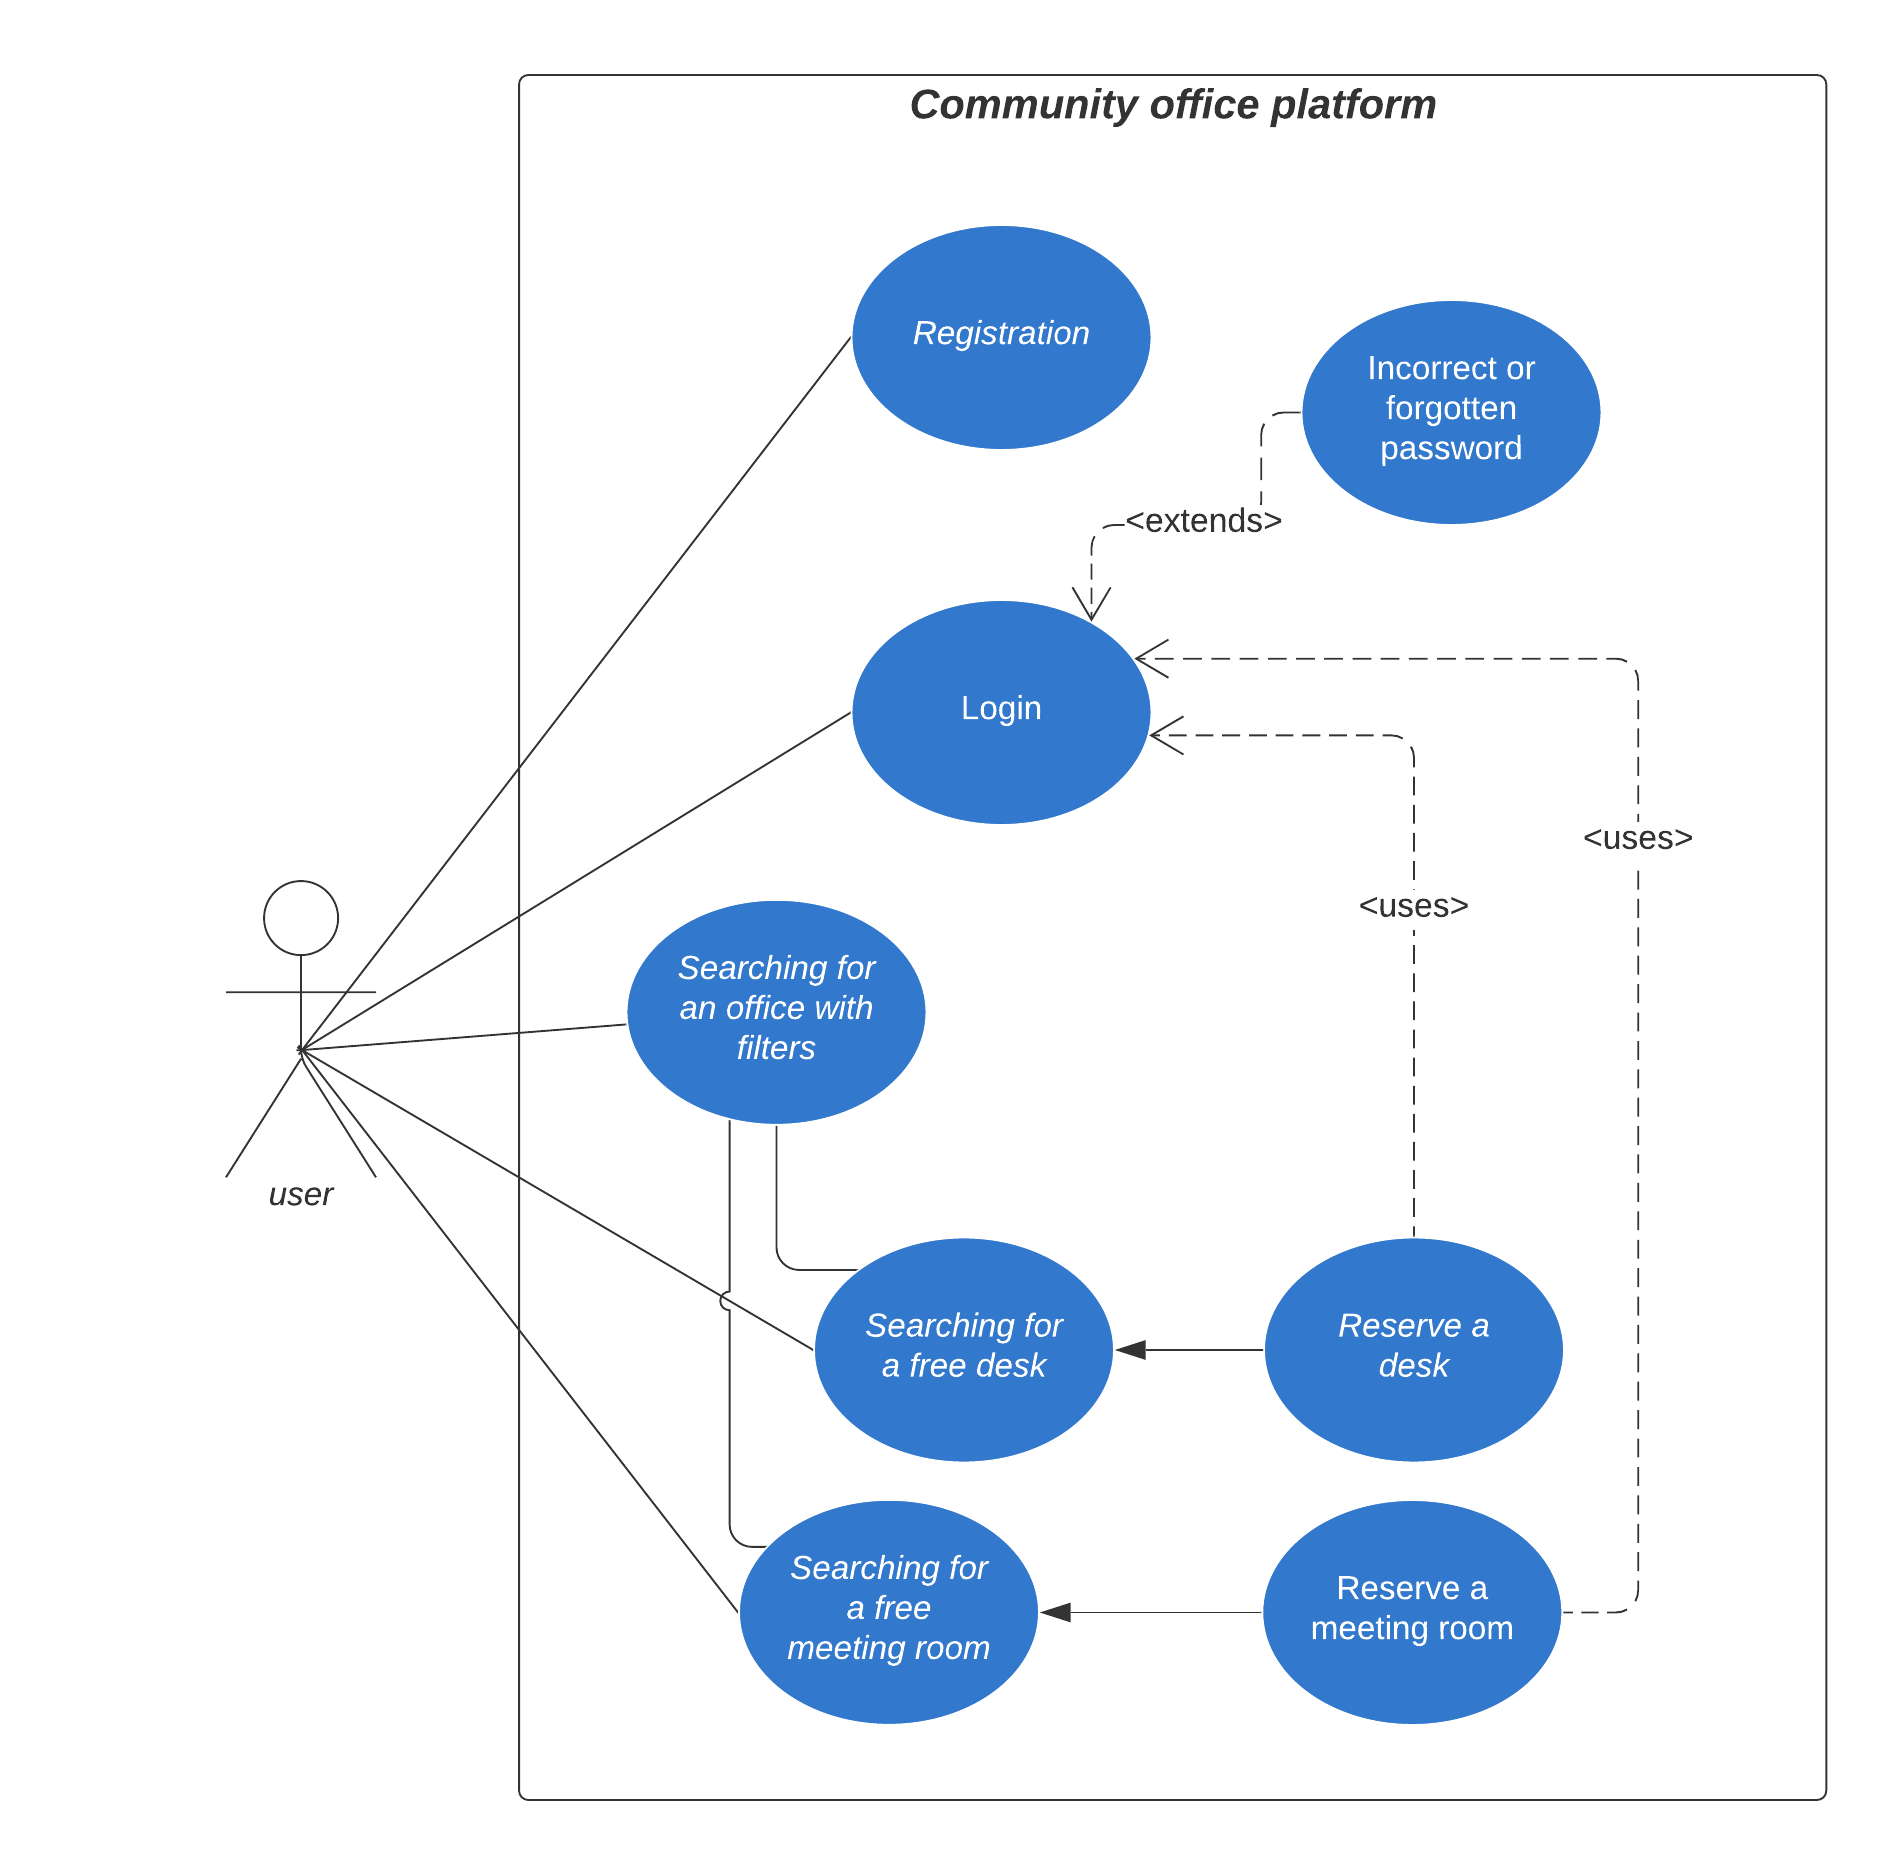 Community office platform
Registration
Incorrect or
forgotten
password
<extends>
Login
<uses>
<uses>
Searching for
an office with
filters
user
Searching for
a free desk
Reserve a
desk
Searching for
a free
meeting room
Reserve a
meeting room